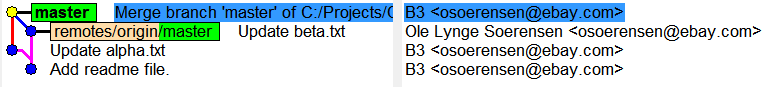 master Merge branch 'master' of C:/Projects/ B3 <osoerensen@ebay.com>
remotes/origin/master Update beta.txt Ole Lynge Soerensen <osoerensen@ebay.com>
Update alpha.txt B3 <osoerensen@ebay.com>
Add readme file. B3 <osoerensen@ebay.com>